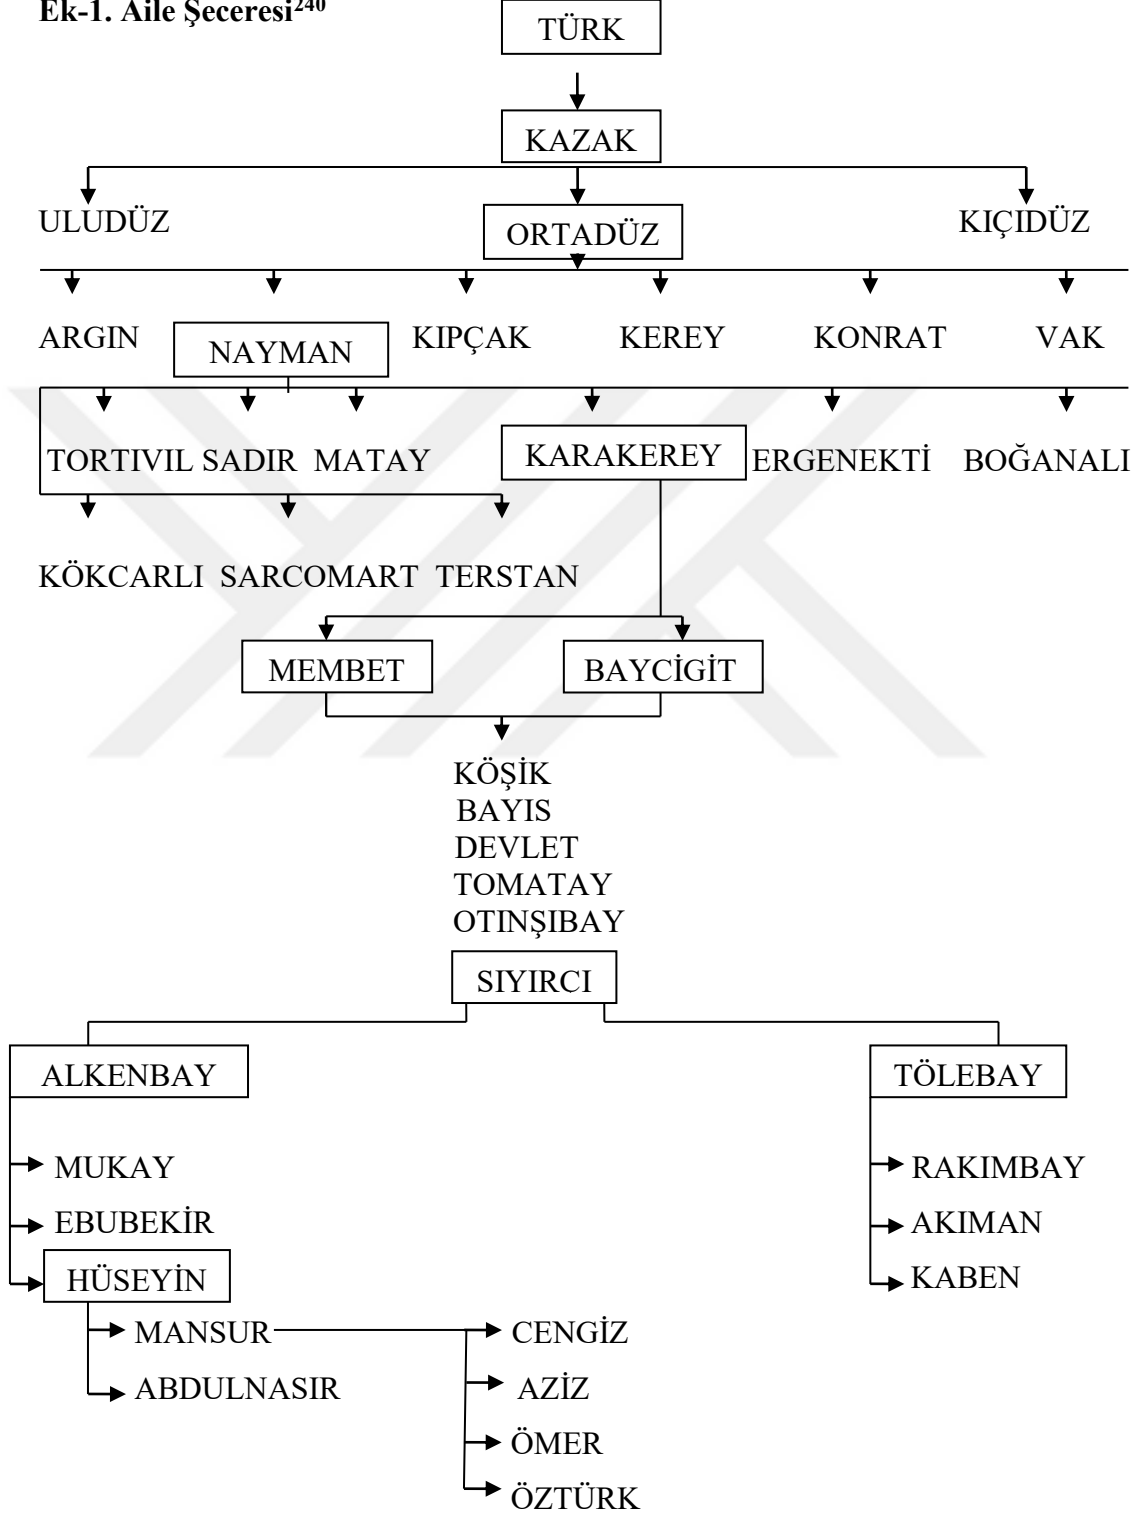 Ek-1. Aile Şeceresi²⁴⁰
TÜRK
KAZAK
ULUDÜZ ORTADÜZ KIÇIDÜZ
ARGIN NAYMAN KIPÇAK KEREY KONRAT VAK
TORTIVIL SADIR MATAY KARAKEREY ERGENEKTİ BOĞANALI
KÖKCARLI SARCOMART TERSTAN
MEMBET BAYCİGİT
KÖŞİK
BAYIS
DEVLET
TOMATAY
OTINŞIBAY
SIYIRCI
ALKENBAY TÖLEBAY
MUKAY RAKIMBAY
EBUBEKİR AKIMAN
HÜSEYİN KABEN
MANSUR CENGİZ
ABDULNASIR AZİZ
ÖMER
ÖZTÜRK